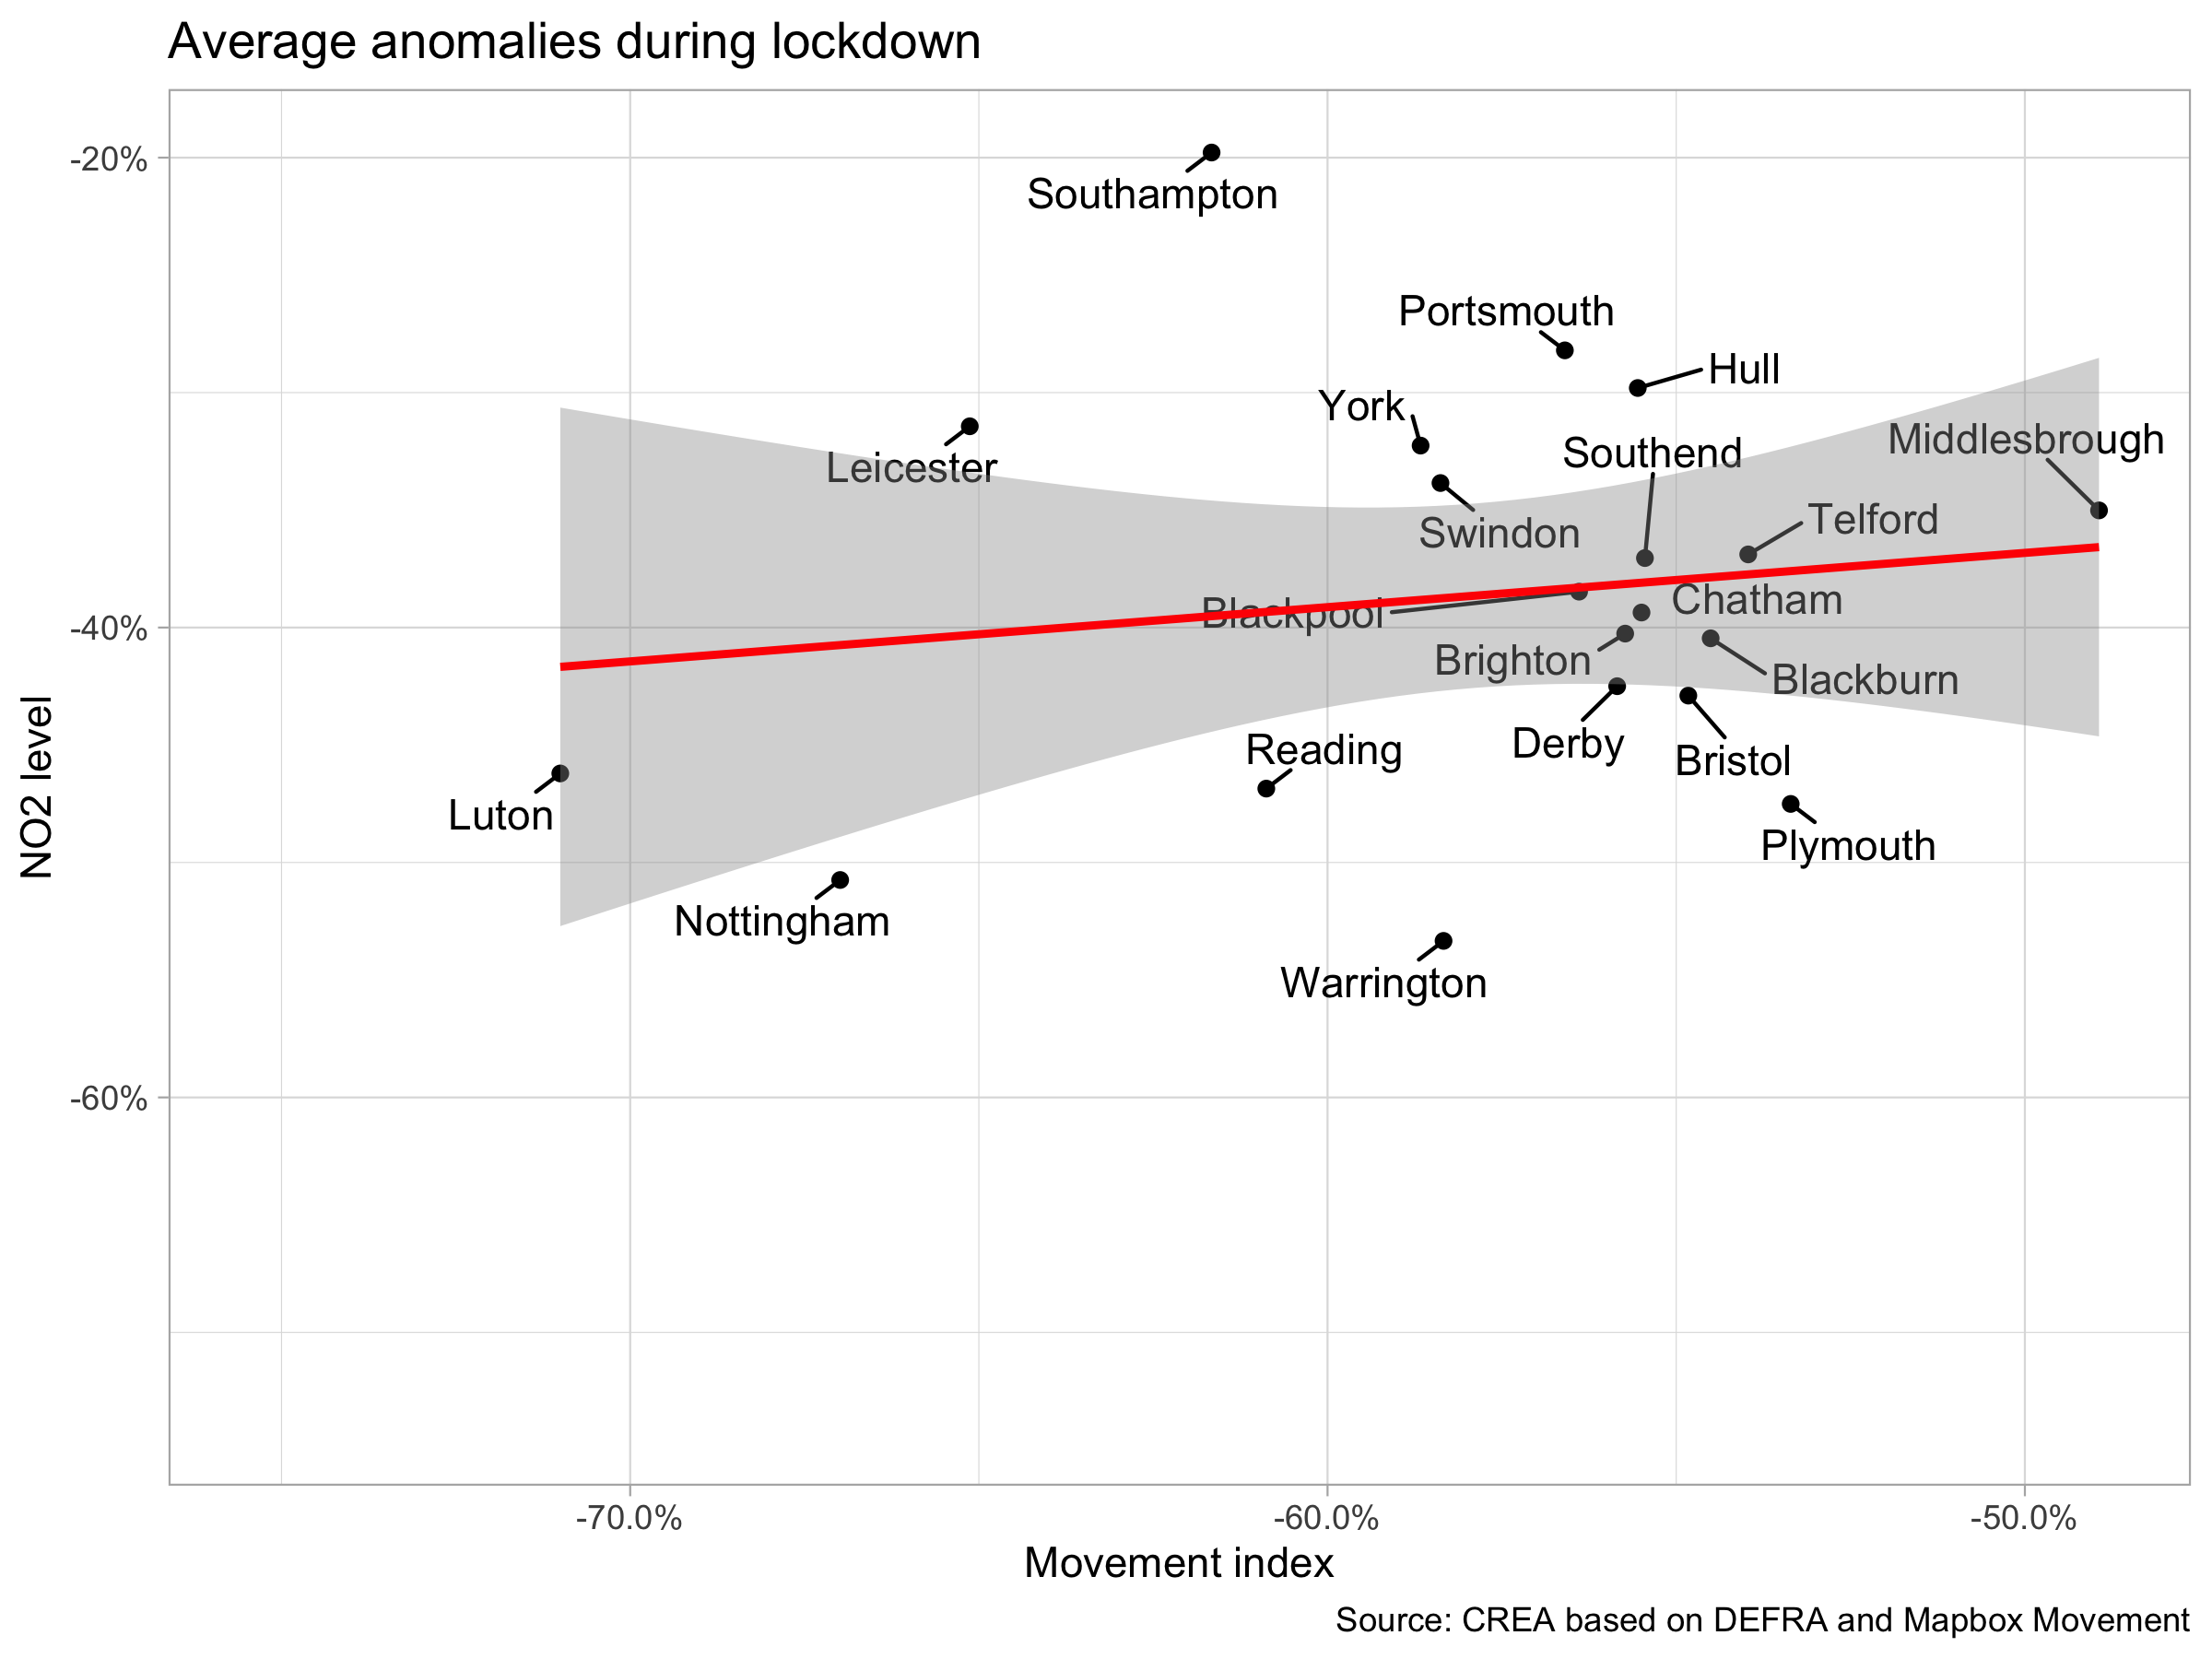 Average anomalies during lockdown
-20%
Southampton
Portsmouth
Hull
York
Southend
Middlesbrough
Leicester
Telford
Swindon
Chatham
Blackpool
-40%
Brighton
Blackburn
Derby
Reading
Bristol
NO2 level
Luton
Plymouth
Nottingham
Warrington
-60%
-70.0%
-60.0%
-50.0%
Movement index
Source: CREA based on DEFRA and Mapbox Movement